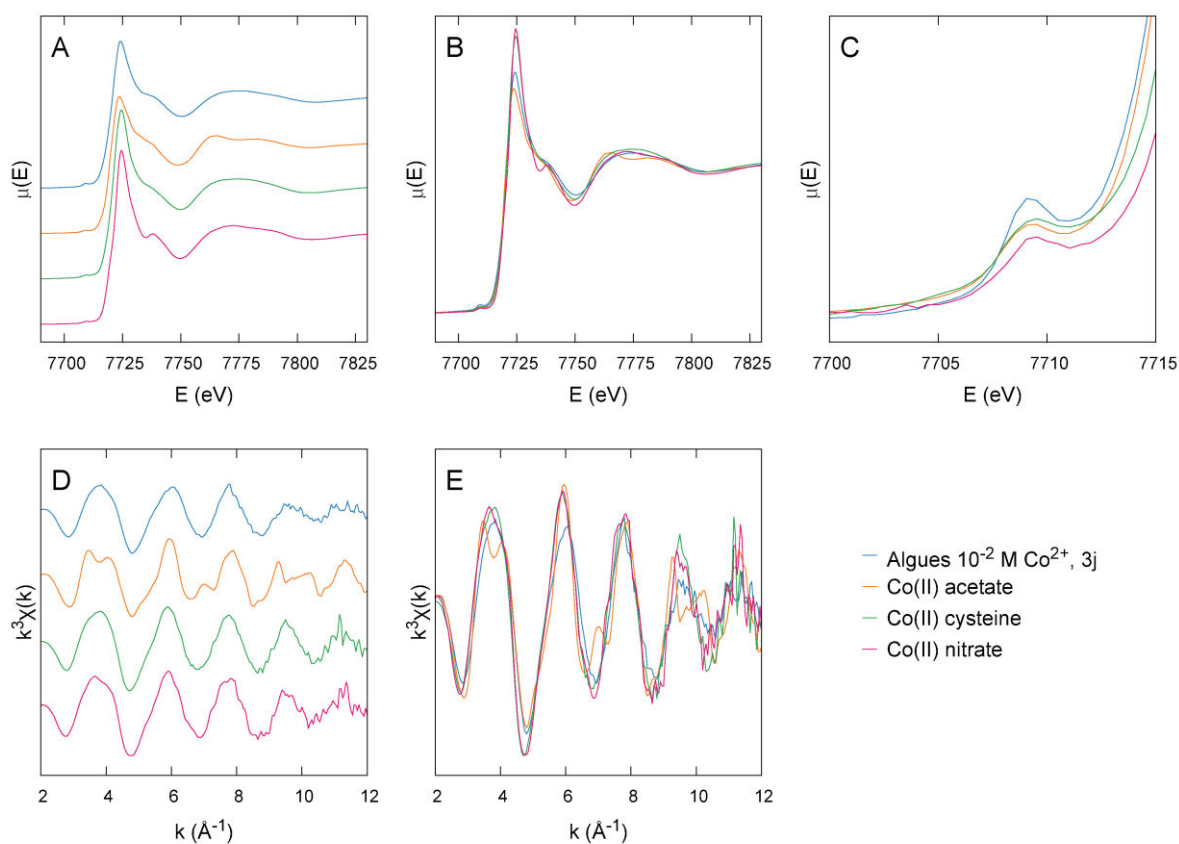 A
B
C
μ(E)
μ(E)
μ(E)
7700 7725 7750 7775 7800 7825
7700 7725 7750 7775 7800 7825
7700 7705 7710 7715
E (eV)
E (eV)
E (eV)
D
E
k³Χ(k)
k³Χ(k)
2 4 6 8 10 12
2 4 6 8 10 12
k (Å⁻¹)
k (Å⁻¹)
Algues 10⁻² M Co²⁺, 3j
Co(II) acetate
Co(II) cysteine
Co(II) nitrate